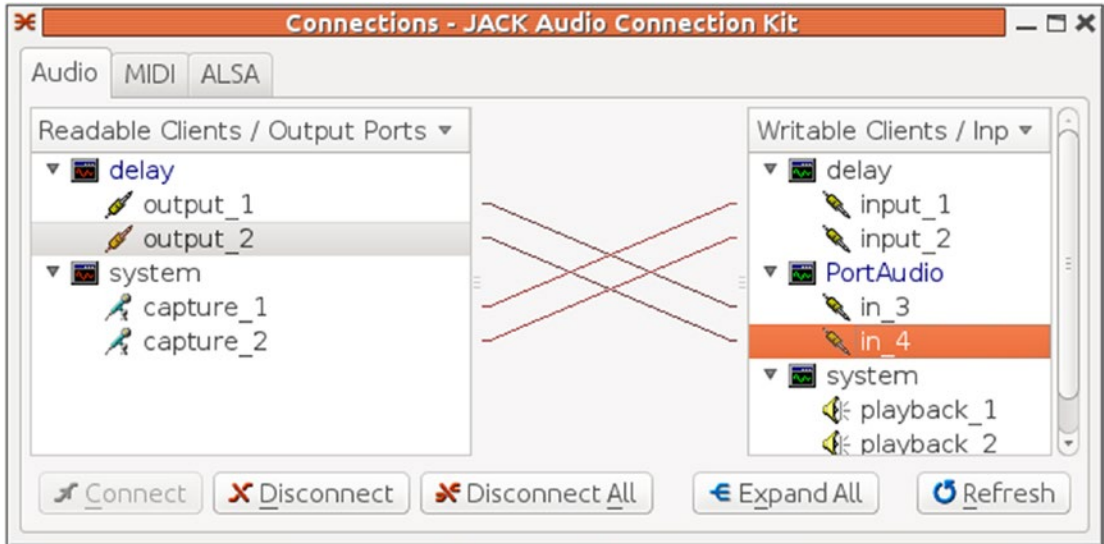 Connections - JACK Audio Connection Kit
Audio MIDI ALSA
Readable Clients / Output Ports
delay
output_1
output_2
system
capture_1
capture_2
Writable Clients / Inp
delay
input_1
input_2
PortAudio
in_3
in_4
system
playback_1
playback_2
Connect Disconnect Disconnect All Expand All Refresh